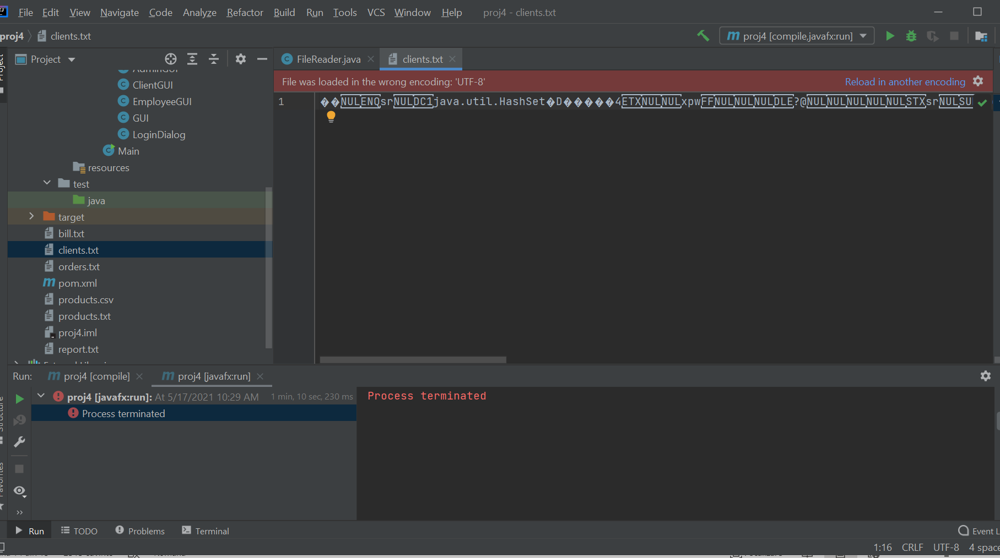 File Edit View Navigate Code Analyze Refactor Build Run Tools VCS Window Help proj4 - clients.txt
proj4 clients.txt proj4 [compile,javafx:run]
Project FileReader.java clients.txt
AdminGUI
ClientGUI
EmployeeGUI
GUI
LoginDialog
Main
resources
test
java
target
bill.txt
clients.txt
orders.txt
pom.xml
products.csv
products.txt
proj4.iml
report.txt
File was loaded in the wrong encoding: 'UTF-8' Reload in another encoding
1 ��NULENQsrNULDC1java.util.HashSet�D�����4ETXNULNULxpwFFNULNULNULDLE?@NULNULNULNULNULSTXsrNULSU
Run: proj4 [compile] proj4 [javafx:run]
proj4 [javafx:run]: At 5/17/2021 10:29 AM 1 min, 10 sec, 230 ms
Process terminated
Process terminated
Project
Structure
Favorites
Run TODO Problems Terminal Event L
1:16 CRLF UTF-8 4 space